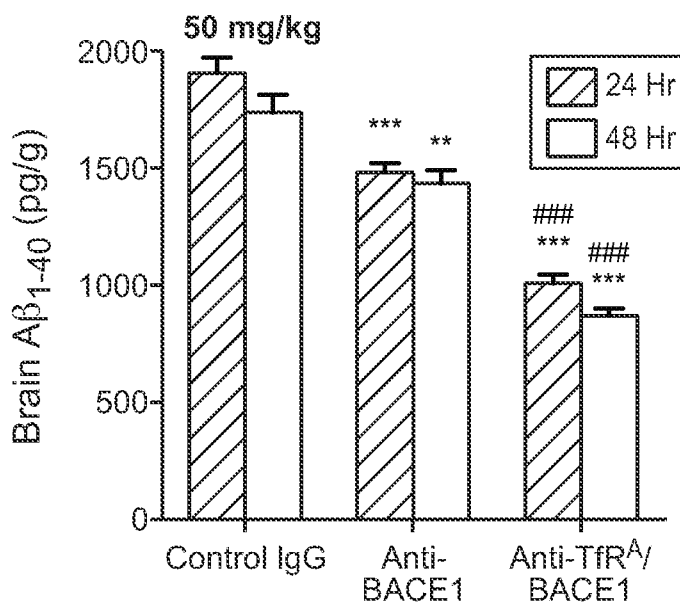 50 mg/kg
2000
1500
1000
500
0
Brain Aβ1-40 (pg/g)
24 Hr
48 Hr
***
**
###
***
###
***
Control IgG
Anti-
BACE1
Anti-TfRᴬ/
BACE1